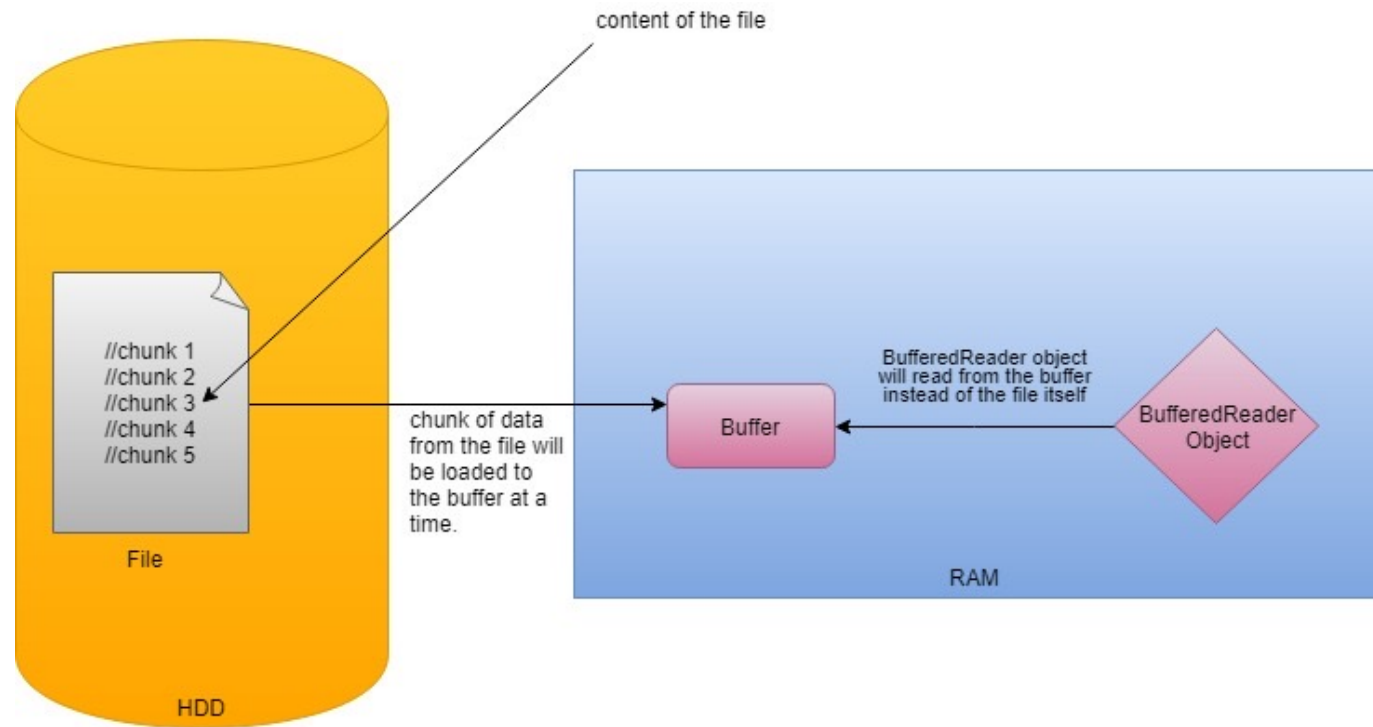 content of the file
//chunk 1
//chunk 2
//chunk 3
//chunk 4
//chunk 5
File
HDD
chunk of data
from the file will
be loaded to
the buffer at a
time.
Buffer
BufferedReader object
will read from the buffer
instead of the file itself
BufferedReader
Object
RAM